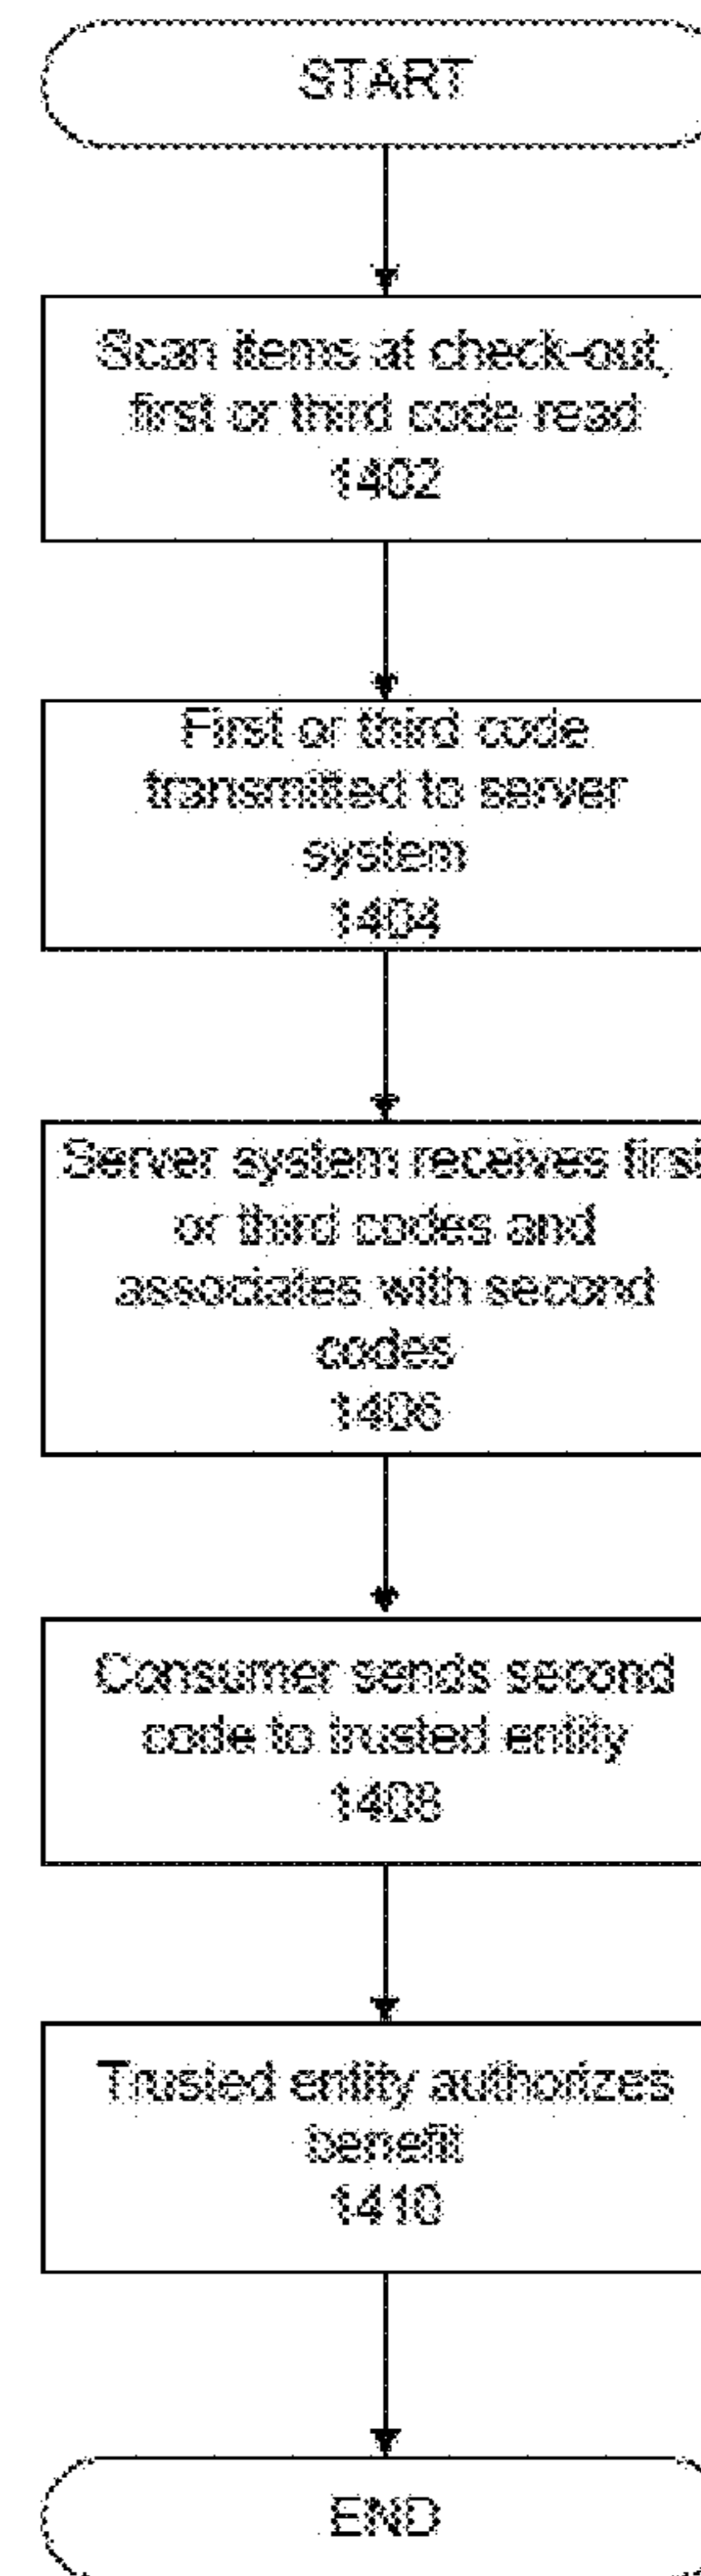 START
Scan items at check-out,
first or third code read
1402
First or third code
transmitted to server
system
1404
Server system receives first
or third codes and
associates with second
codes
1406
Consumer sends second
code to trusted entity
1408
Trusted entity authorizes
benefit
1410
END